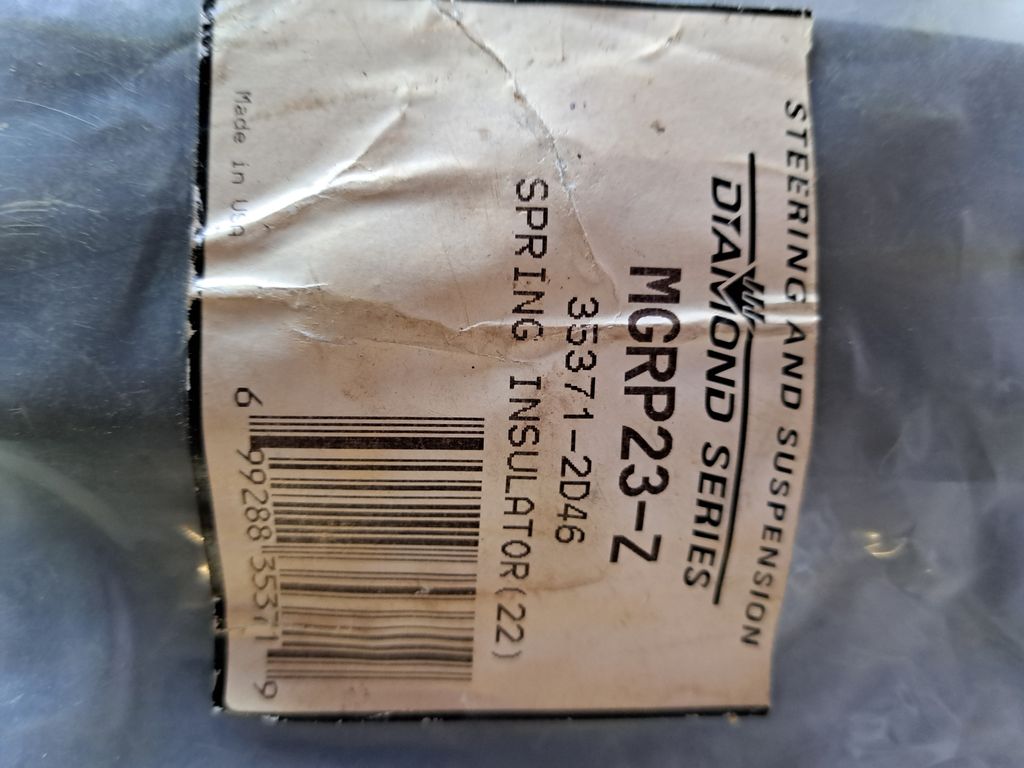 STEERING AND SUSPENSION
DIAMOND SERIES
MGRP23-Z
35371-2D46
SPRING INSULATOR(22)
6 99288 35371 9
Made in USA